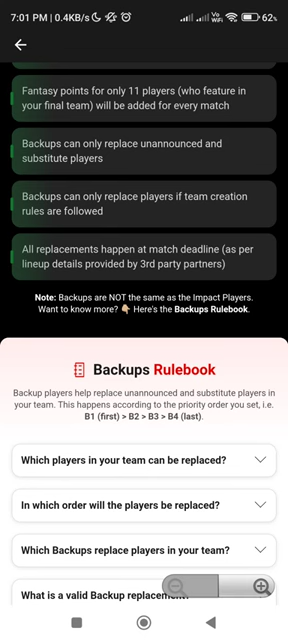 7:01 PM | 0.4KB/s
Vo
WiFi
62%
Fantasy points for only 11 players (who feature in
your final team) will be added for every match
Backups can only replace unannounced and
substitute players
Backups can only replace players if team creation
rules are followed
All replacements happen at match deadline (as per
lineup details provided by 3rd party partners)
Note: Backups are NOT the same as the Impact Players.
Want to know more? 👇🏼 Here's the Backups Rulebook.
Backups Rulebook
Backup players help replace unannounced and substitute players in
your team. This happens according to the priority order you set, i.e.
B1 (first) > B2 > B3 > B4 (last).
Which players in your team can be replaced?
In which order will the players be replaced?
Which Backups replace players in your team?
What is a valid Backup replacement?